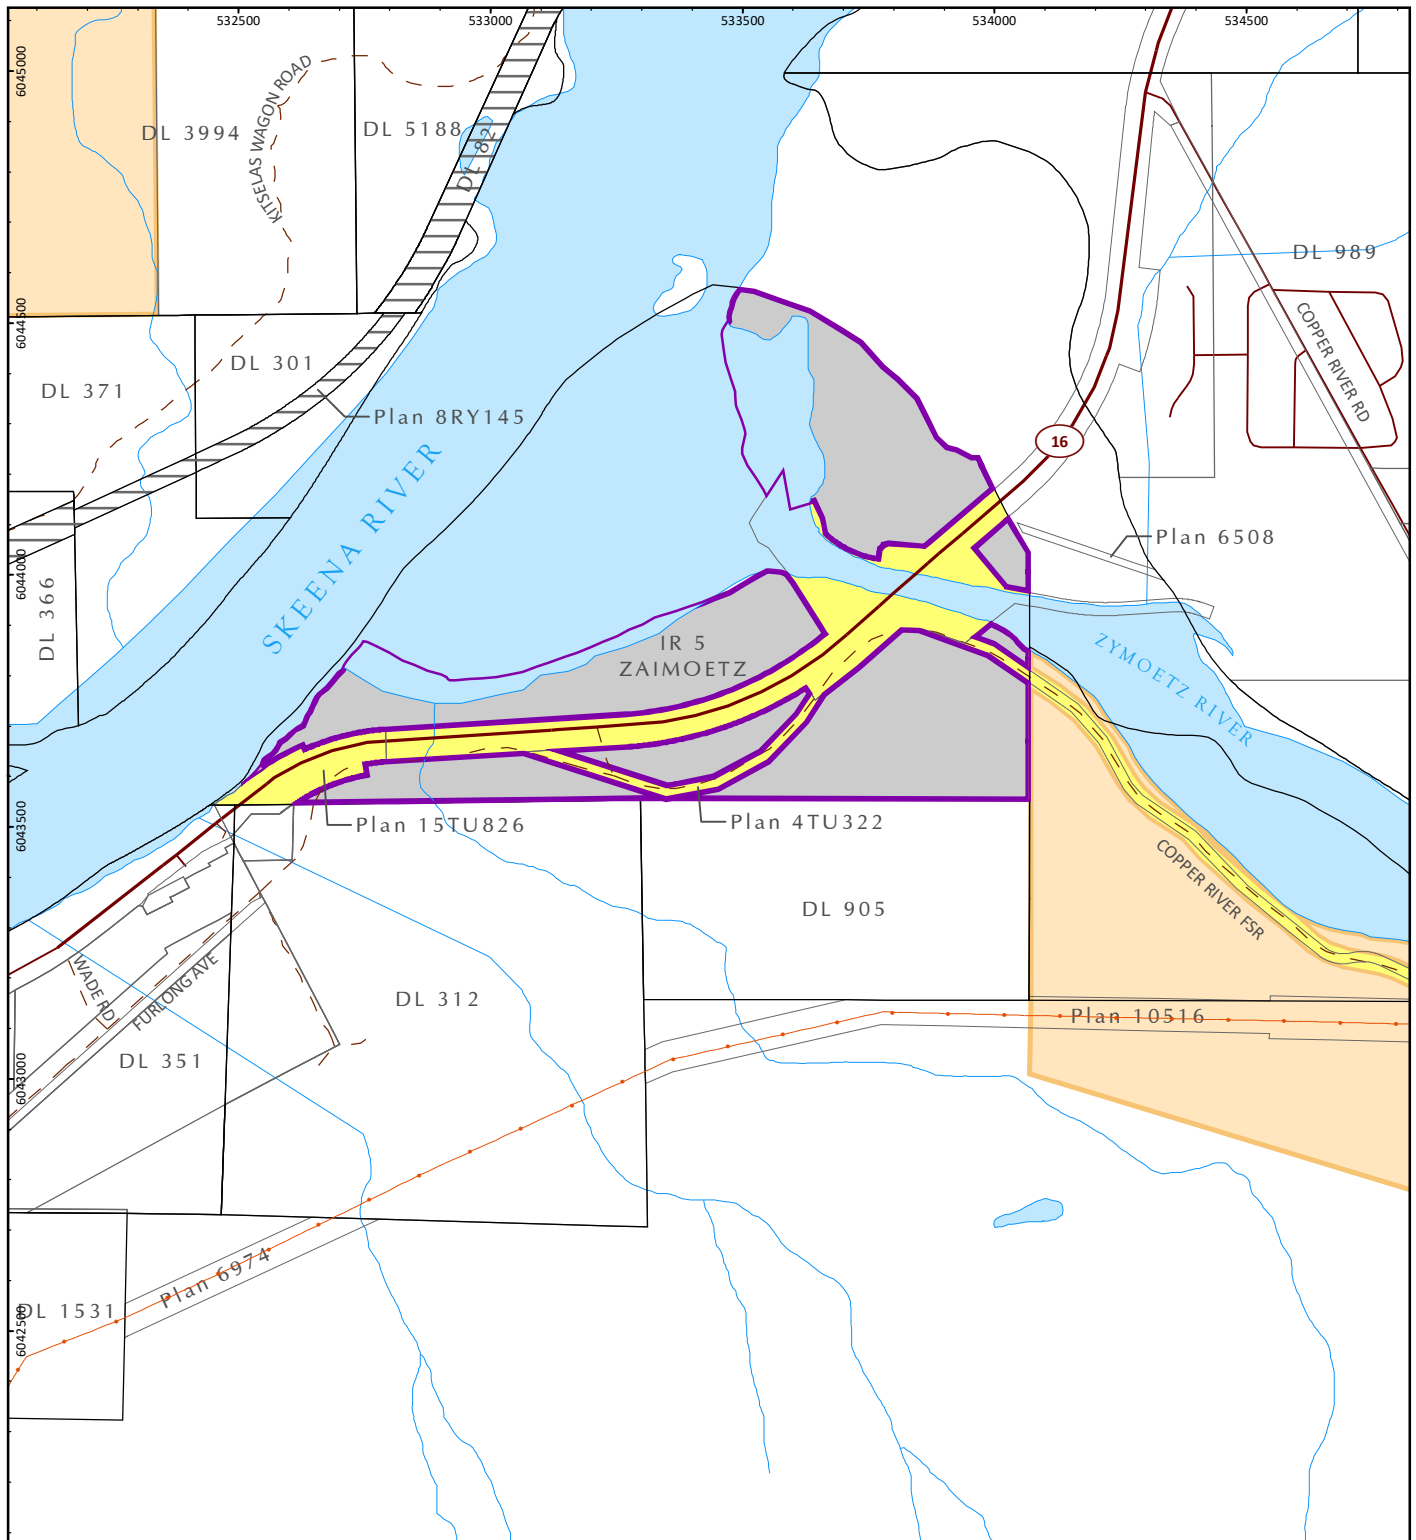 532500
533000
533500
534000
534500
6045000
6044500
6044000
6043500
6043000
6042500
KITSELAS WAGON ROAD
DL 3994
DL 5188
DL 82
DL 989
COPPER RIVER RD
DL 301
DL 371
Plan 8RY145
16
SKEENA RIVER
Plan 6508
DL 366
IR 5
ZAIMOETZ
ZYMOETZ RIVER
Plan 15TU826
Plan 4TU322
COPPER RIVER FSR
DL 905
WADE RD
FURLONG AVE
DL 312
Plan 10516
DL 351
Plan 6974
DL 1531